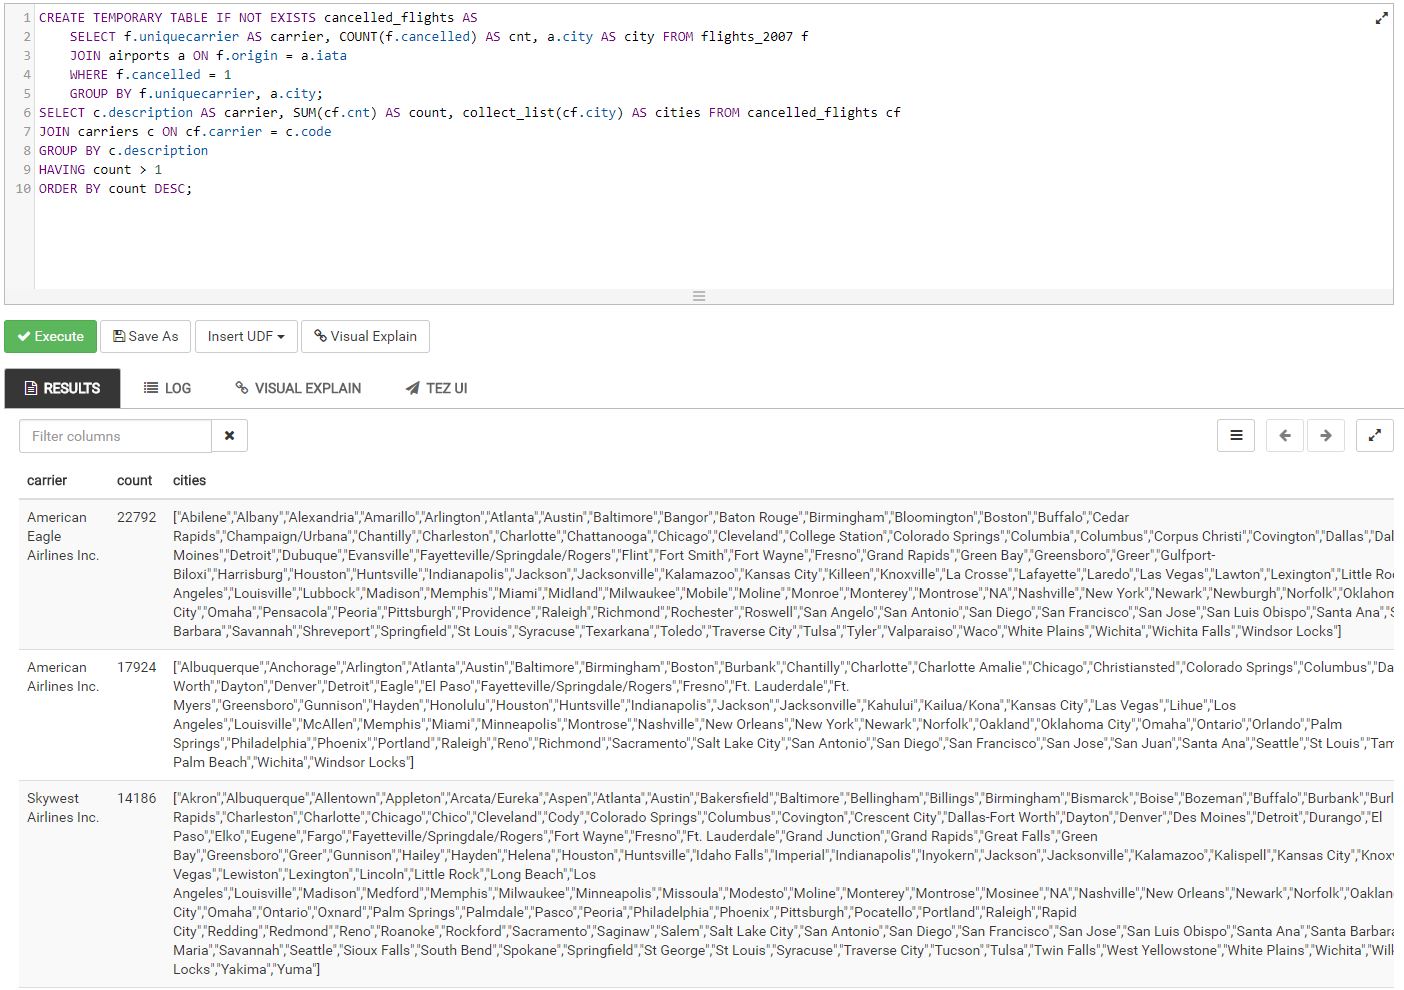 1 CREATE TEMPORARY TABLE IF NOT EXISTS cancelled_flights AS
2 SELECT f.uniquecarrier AS carrier, COUNT(f.cancelled) AS cnt, a.city AS city FROM flights_2007 f
3 JOIN airports a ON f.origin = a.iata
4 WHERE f.cancelled = 1
5 GROUP BY f.uniquecarrier, a.city;
6 SELECT c.description AS carrier, SUM(cf.cnt) AS count, collect_list(cf.city) AS cities FROM cancelled_flights cf
7 JOIN carriers c ON cf.carrier = c.code
8 GROUP BY c.description
9 HAVING count > 1
10 ORDER BY count DESC;
Execute Save As Insert UDF Visual Explain
RESULTS LOG VISUAL EXPLAIN TEZ UI
Filter columns
carrier count cities
American 22792 ["Abilene","Albany","Alexandria","Amarillo","Arlington","Atlanta","Austin","Baltimore","Bangor","Baton Rouge","Birmingham","Bloomington","Boston","Buffalo","Cedar
Eagle Rapids","Champaign/Urbana","Chantilly","Charleston","Charlotte","Chattanooga","Chicago","Cleveland","College Station","Colorado Springs","Columbia","Columbus","Corpus Christi","Covington","Dallas","Dal
Airlines Inc. Moines","Detroit","Dubuque","Evansville","Fayetteville/Springdale/Rogers","Flint","Fort Smith","Fort Wayne","Fresno","Grand Rapids","Green Bay","Greensboro","Greer","Gulfport-
Biloxi","Harrisburg","Houston","Huntsville","Indianapolis","Jackson","Jacksonville","Kalamazoo","Kansas City","Killeen","Knoxville","La Crosse","Lafayette","Laredo","Las Vegas","Lawton","Lexington","Little Ro
Angeles","Louisville","Lubbock","Madison","Memphis","Miami","Midland","Milwaukee","Mobile","Moline","Monroe","Monterey","Montrose","NA","Nashville","New York","Newark","Newburgh","Norfolk","Oklahom
City","Omaha","Pensacola","Peoria","Pittsburgh","Providence","Raleigh","Richmond","Rochester","Roswell","San Angelo","San Antonio","San Diego","San Francisco","San Jose","San Luis Obispo","Santa Ana","S
Barbara","Savannah","Shreveport","Springfield","St Louis","Syracuse","Texarkana","Toledo","Traverse City","Tulsa","Tyler","Valparaiso","Waco","White Plains","Wichita","Wichita Falls","Windsor Locks"]
American 17924 ["Albuquerque","Anchorage","Arlington","Atlanta","Austin","Baltimore","Birmingham","Boston","Burbank","Chantilly","Charlotte","Charlotte Amalie","Chicago","Christiansted","Colorado Springs","Columbus","Da
Airlines Inc. Worth","Dayton","Denver","Detroit","Eagle","El Paso","Fayetteville/Springdale/Rogers","Fresno","Ft. Lauderdale","Ft.
Myers","Greensboro","Gunnison","Hayden","Honolulu","Houston","Huntsville","Indianapolis","Jackson","Jacksonville","Kahului","Kailua/Kona","Kansas City","Las Vegas","Lihue","Los
Angeles","Louisville","McAllen","Memphis","Miami","Minneapolis","Montrose","Nashville","New Orleans","New York","Newark","Norfolk","Oakland","Oklahoma City","Omaha","Ontario","Orlando","Palm
Springs","Philadelphia","Phoenix","Portland","Raleigh","Reno","Richmond","Sacramento","Salt Lake City","San Antonio","San Diego","San Francisco","San Jose","San Juan","Santa Ana","Seattle","St Louis","Tam
Palm Beach","Wichita","Windsor Locks"]
Skywest 14186 ["Akron","Albuquerque","Allentown","Appleton","Arcata/Eureka","Aspen","Atlanta","Austin","Bakersfield","Baltimore","Bellingham","Billings","Birmingham","Bismarck","Boise","Bozeman","Buffalo","Burbank","Burl
Airlines Inc. Rapids","Charleston","Charlotte","Chicago","Chico","Cleveland","Cody","Colorado Springs","Columbus","Covington","Crescent City","Dallas-Fort Worth","Dayton","Denver","Des Moines","Detroit","Durango","El
Paso","Elko","Eugene","Fargo","Fayetteville/Springdale/Rogers","Fort Wayne","Fresno","Ft. Lauderdale","Grand Junction","Grand Rapids","Great Falls","Green
Bay","Greensboro","Greer","Gunnison","Hailey","Hayden","Helena","Houston","Huntsville","Idaho Falls","Imperial","Indianapolis","Inyokern","Jackson","Jacksonville","Kalamazoo","Kalispell","Kansas City","Knox
Vegas","Lewiston","Lexington","Lincoln","Little Rock","Long Beach","Los
Angeles","Louisville","Madison","Medford","Memphis","Milwaukee","Minneapolis","Missoula","Modesto","Moline","Monterey","Montrose","Mosinee","NA","Nashville","New Orleans","Newark","Norfolk","Oaklan
City","Omaha","Ontario","Oxnard","Palm Springs","Palmdale","Pasco","Peoria","Philadelphia","Phoenix","Pittsburgh","Pocatello","Portland","Raleigh","Rapid
City","Redding","Redmond","Reno","Roanoke","Rockford","Sacramento","Saginaw","Salem","Salt Lake City","San Antonio","San Diego","San Francisco","San Jose","San Luis Obispo","Santa Ana","Santa Barbara
Maria","Savannah","Seattle","Sioux Falls","South Bend","Spokane","Springfield","St George","St Louis","Syracuse","Traverse City","Tucson","Tulsa","Twin Falls","West Yellowstone","White Plains","Wichita","Wil
Locks","Yakima","Yuma"]